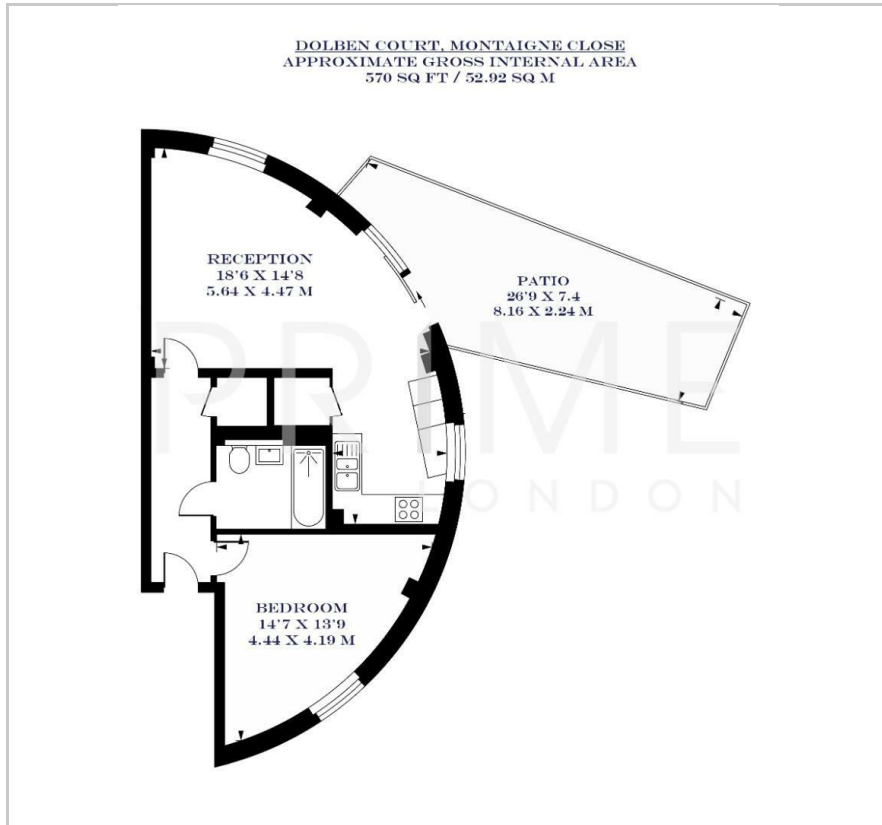 DOLBEN COURT, MONTAIGNE CLOSE
APPROXIMATE GROSS INTERNAL AREA
570 SQ FT / 52.92 SQ M
RECEPTION
18'6 X 14'8
5.64 X 4.47 M
PATIO
26'9 X 7.4
8.16 X 2.24 M
PRIME
LONDON
BEDROOM
14'7 X 13'9
4.44 X 4.19 M